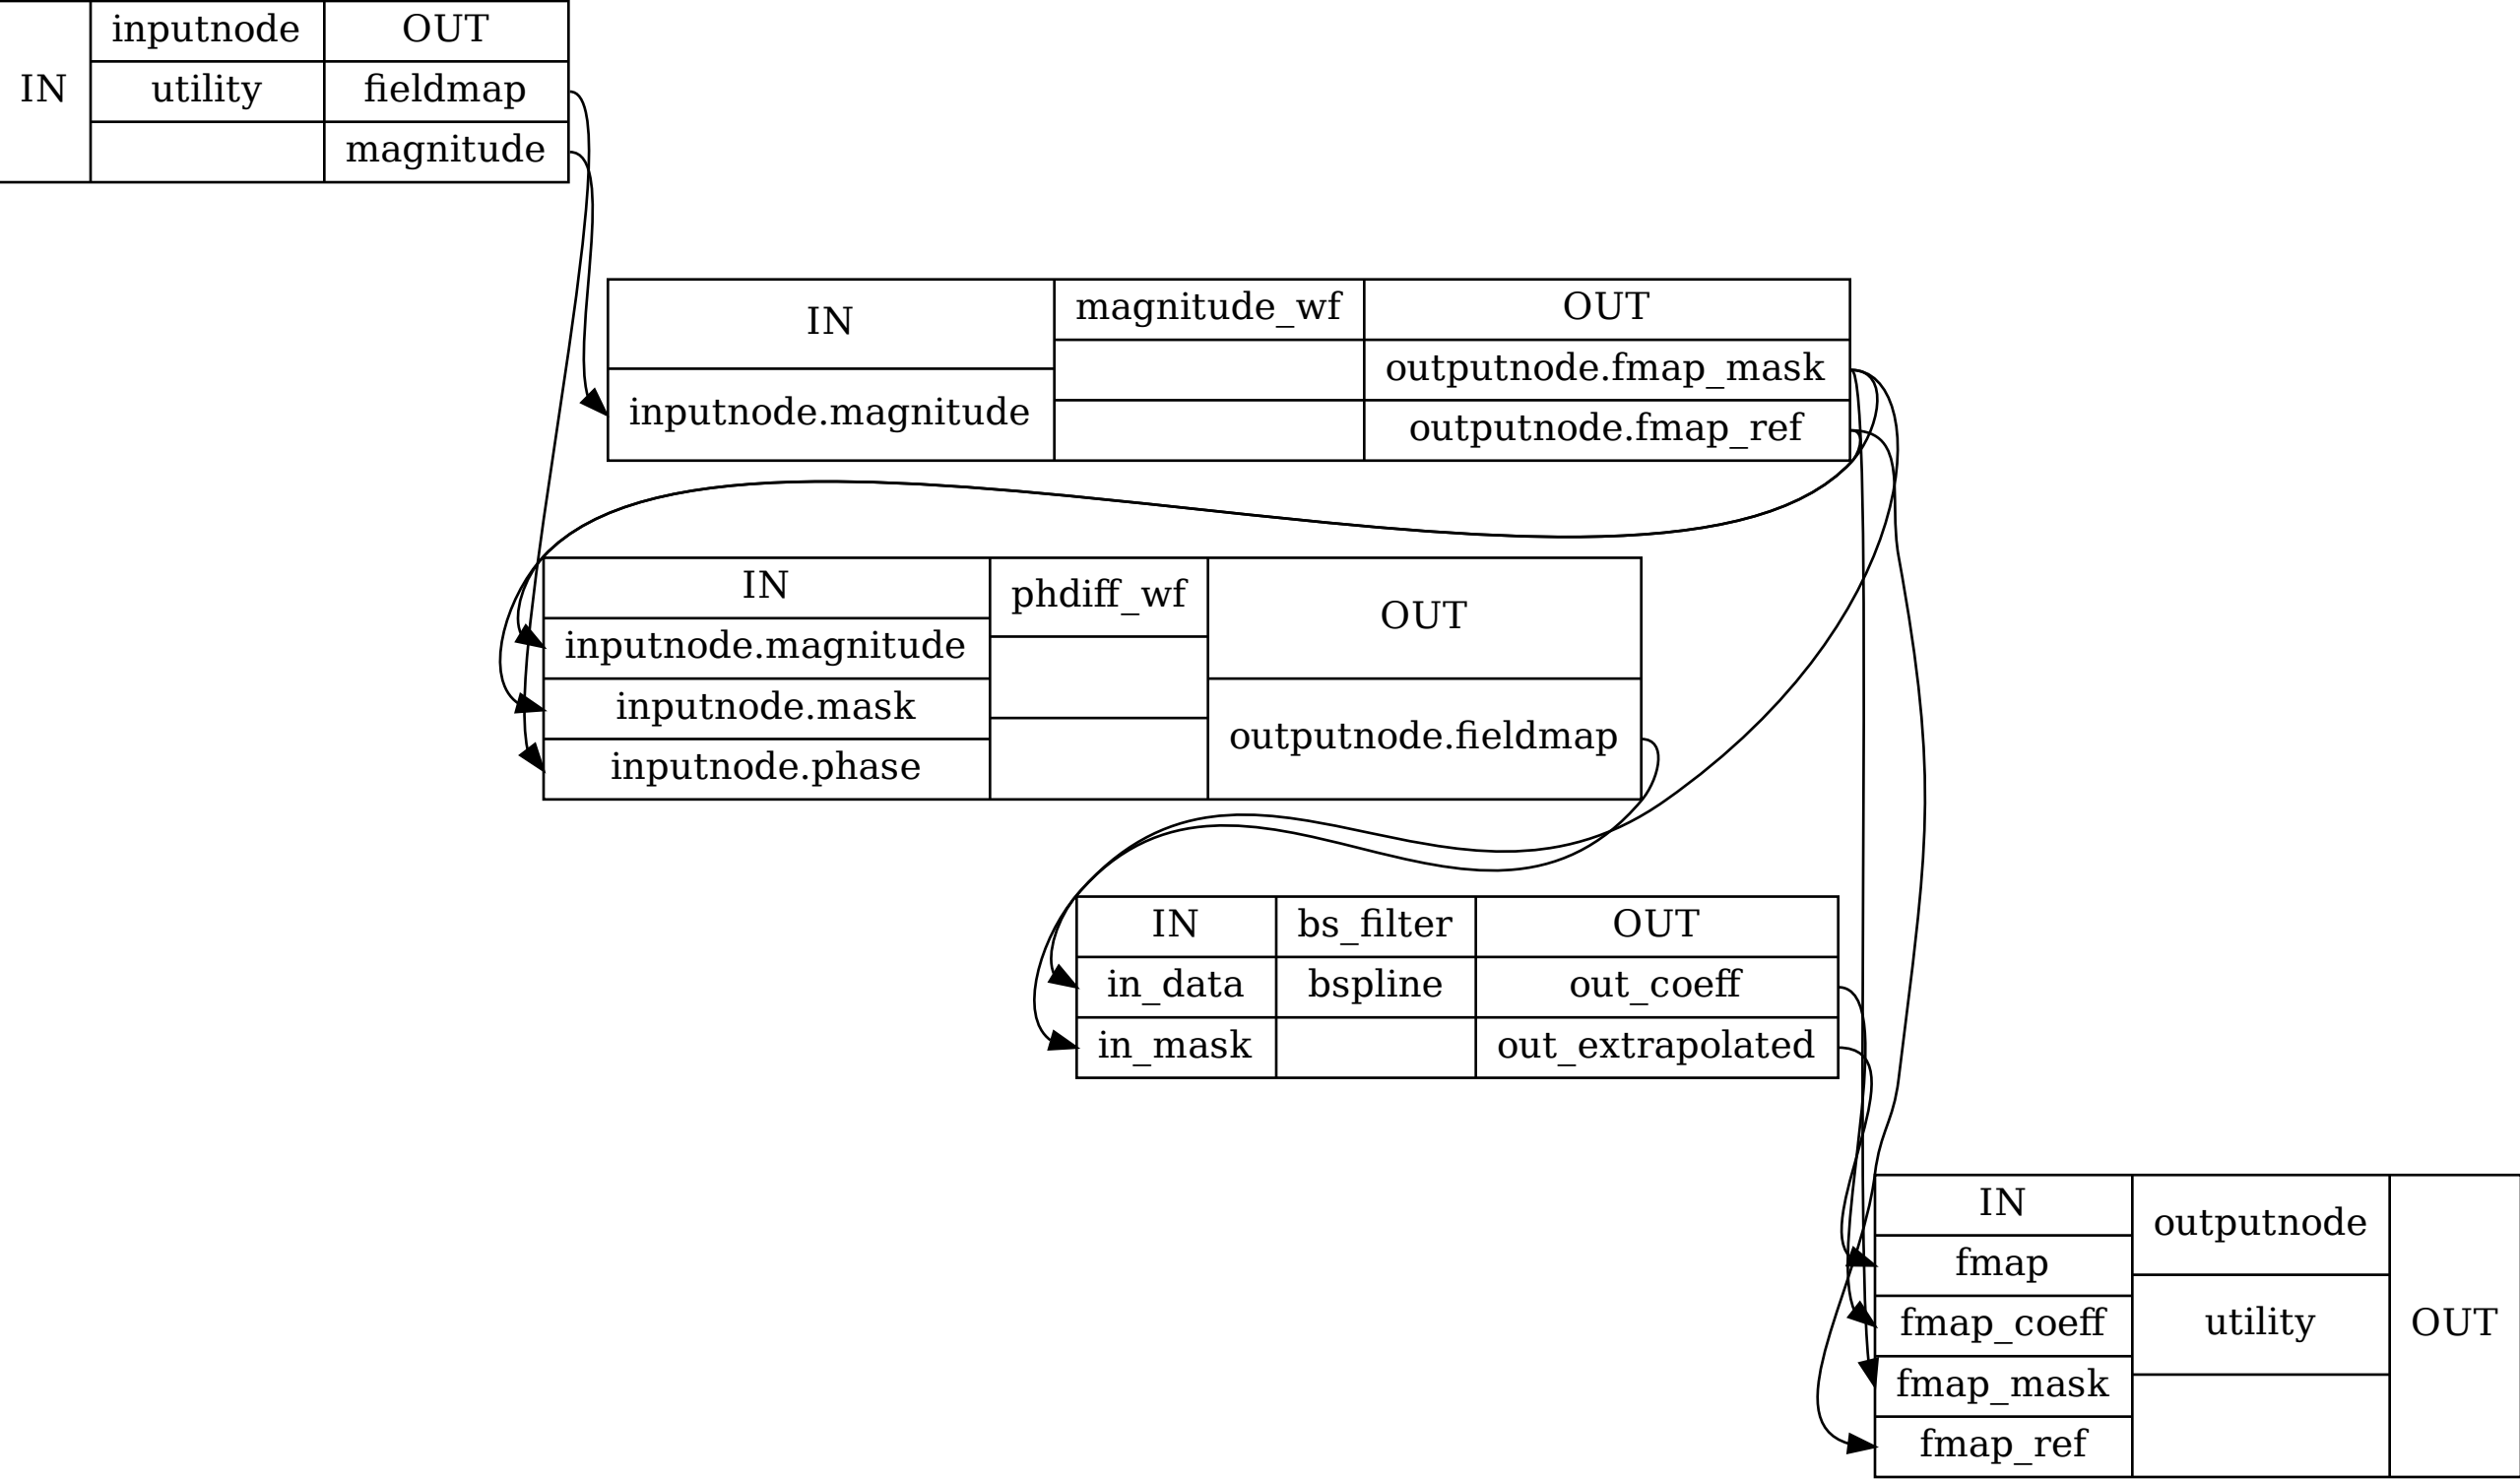 IN
inputnode
OUT
utility
fieldmap
magnitude
IN
magnitude_wf
OUT
inputnode.magnitude
outputnode.fmap_mask
outputnode.fmap_ref
IN
phdiff_wf
OUT
inputnode.magnitude
inputnode.mask
inputnode.phase
outputnode.fieldmap
IN
bs_filter
OUT
in_data
bspline
out_coeff
in_mask
out_extrapolated
IN
outputnode
OUT
fmap
fmap_coeff
utility
fmap_mask
fmap_ref